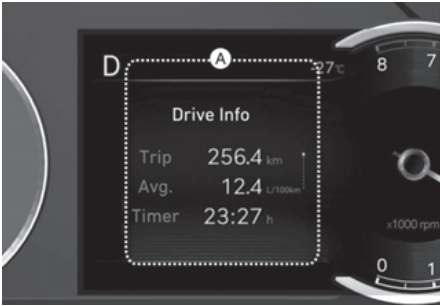 D
A
-27°C
Drive Info
Trip 256.4 km
Avg. 12.4 L/100km
Timer 23:27 h
8 7
x1000 rpm
0 1